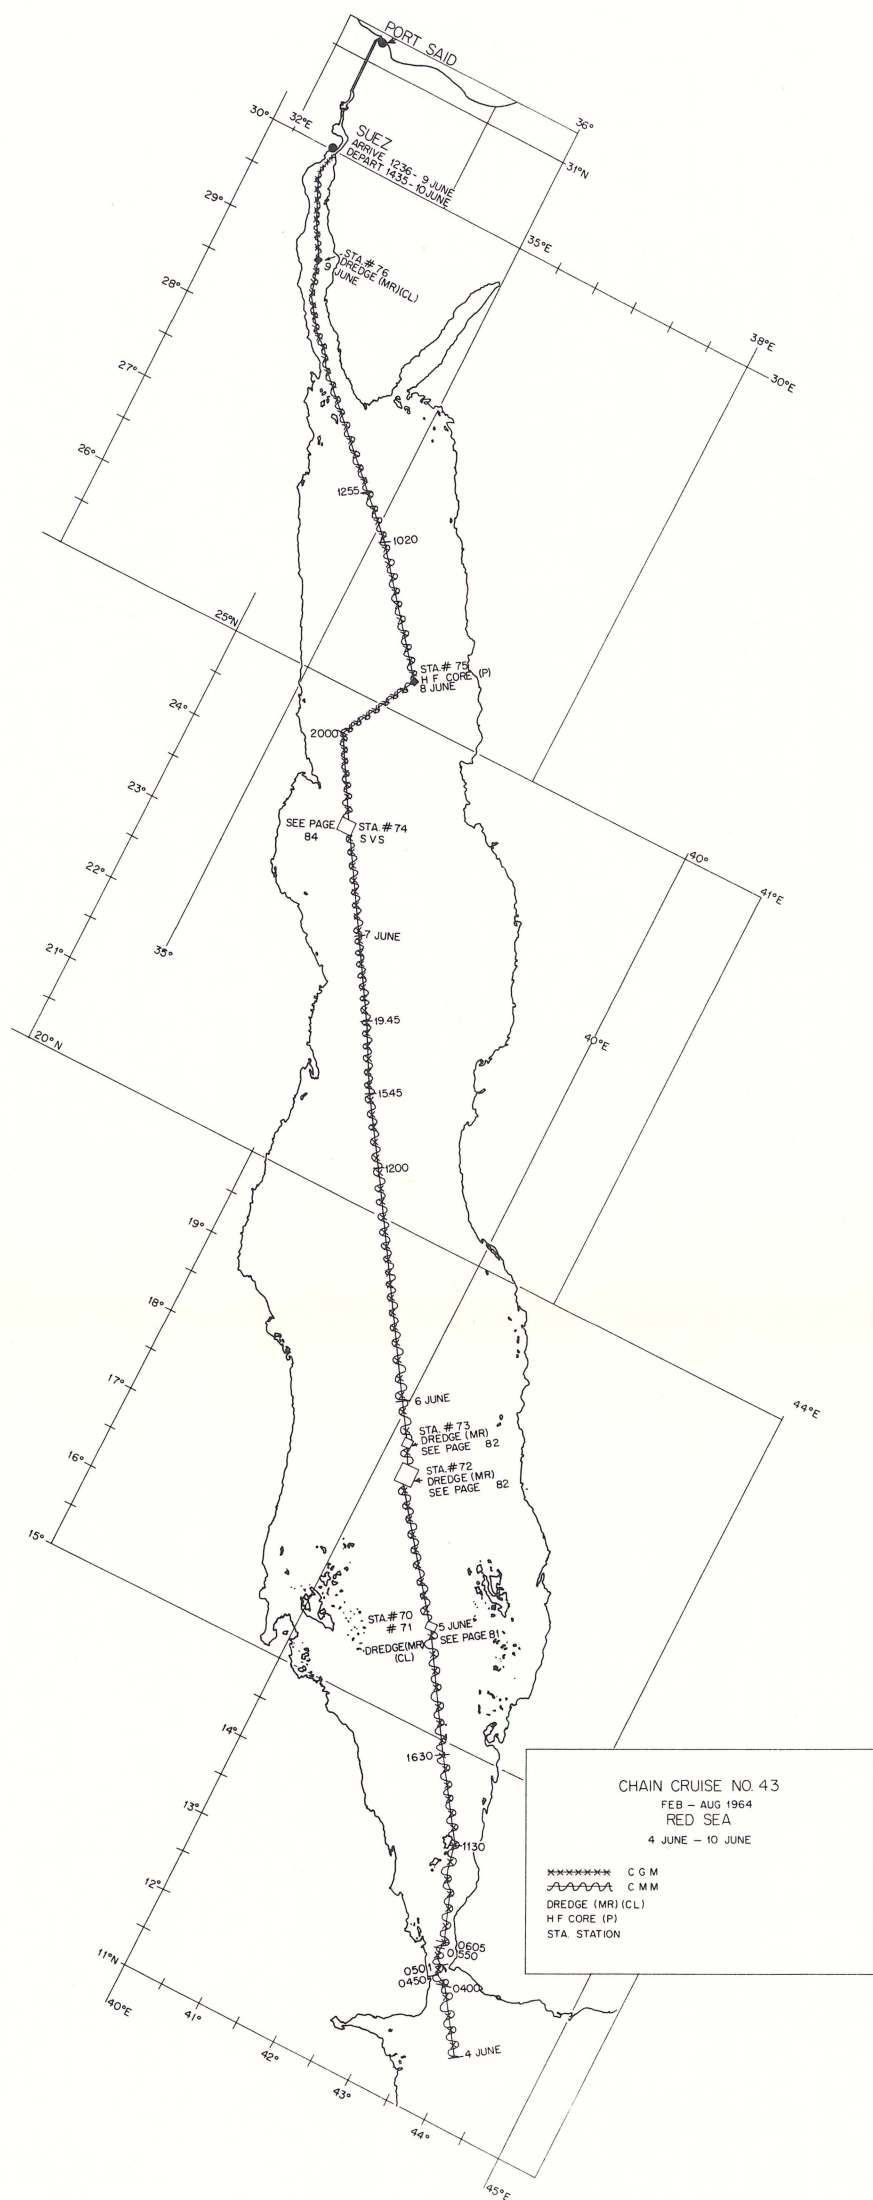 PORT SAID
36°
30°
32°E
SUEZ
ARRIVE 1236 - 9 JUNE
DEPART 1435 - 10 JUNE
31°N
29°
35°E
STA.# 76
DREDGE (MR)(CL)
9 JUNE
28°
38°E
30°E
27°
26°
1255
1020
25°N
STA.# 75
H F CORE (P)
8 JUNE
24°
2000
23°
SEE PAGE
84
STA.#74
S V S
40°
22°
41°E
7 JUNE
35°
21°
19.45
20°N
40°E
1545
1200
19°
18°
17°
6 JUNE
44°E
STA. #73
DREDGE (MR)
SEE PAGE 82
16°
STA.#72
DREDGE (MR)
SEE PAGE 82
15°
STA.#70
# 71
5 JUNE
SEE PAGE 81
DREDGE(MR)
(CL)
14°
1630
CHAIN CRUISE NO. 43
FEB - AUG 1964
RED SEA
4 JUNE - 10 JUNE
13°
1130
C G M
C M M
DREDGE (MR)(CL)
H F CORE (P)
STA. STATION
12°
0605
0550
11°N
0501
0450
0400
40°E
41°
4 JUNE
42°
43°
44°
45°E